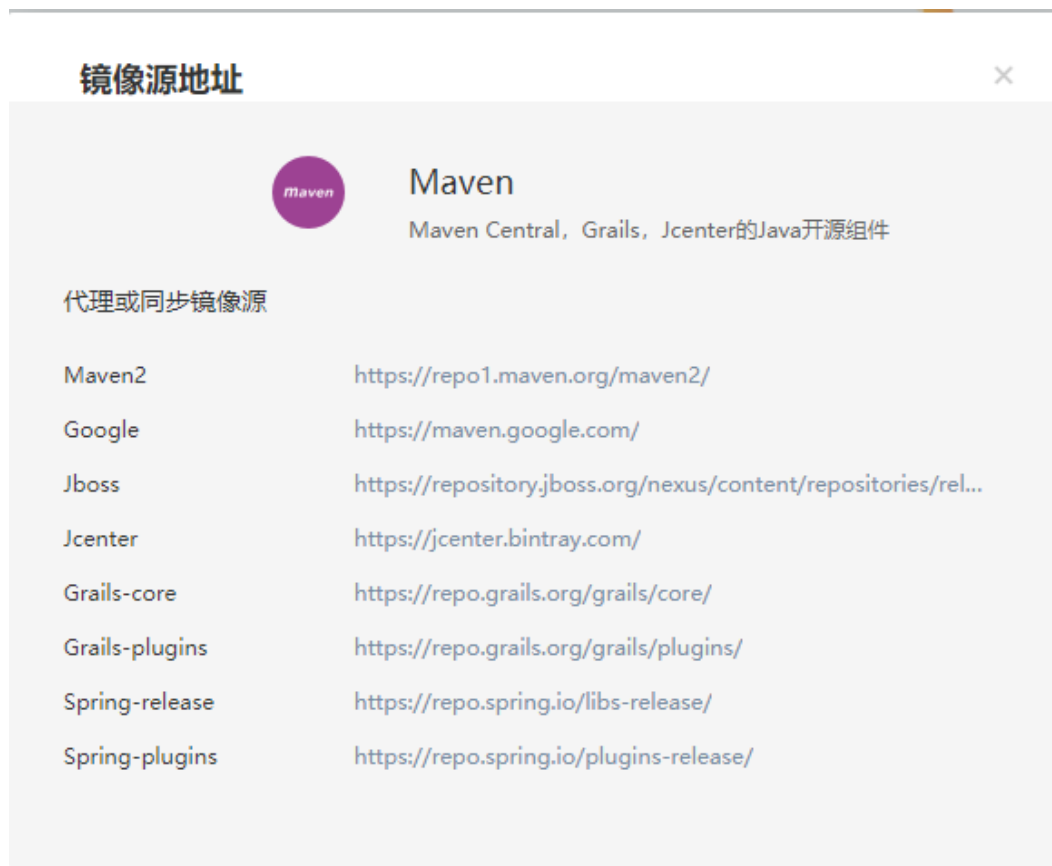 镜像源地址
maven
Maven
Maven Central，Grails，Jcenter的Java开源组件
代理或同步镜像源
Maven2 https://repo1.maven.org/maven2/
Google https://maven.google.com/
Jboss https://repository.jboss.org/nexus/content/repositories/rel...
Jcenter https://jcenter.bintray.com/
Grails-core https://repo.grails.org/grails/core/
Grails-plugins https://repo.grails.org/grails/plugins/
Spring-release https://repo.spring.io/libs-release/
Spring-plugins https://repo.spring.io/plugins-release/